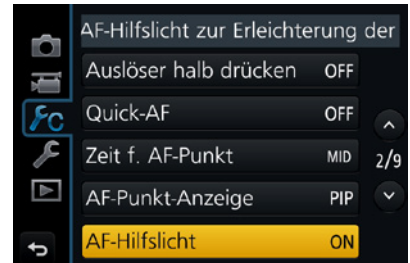 AF-Hilfslicht zur Erleichterung der
Auslöser halb drücken OFF
Quick-AF OFF
Zeit f. AF-Punkt MID
2/9
AF-Punkt-Anzeige PIP
AF-Hilfslicht ON